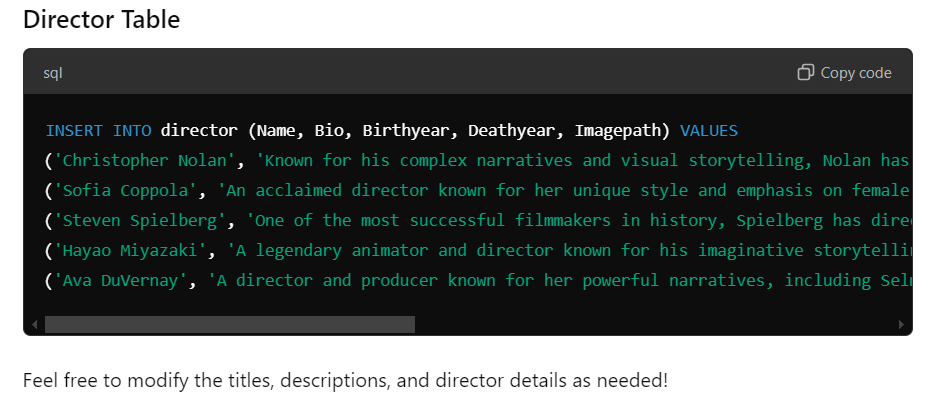 Director Table
sql Copy code
INSERT INTO director (Name, Bio, Birthyear, Deathyear, Imagepath) VALUES
('Christopher Nolan', 'Known for his complex narratives and visual storytelling, Nolan has
('Sofia Coppola', 'An acclaimed director known for her unique style and emphasis on female
('Steven Spielberg', 'One of the most successful filmmakers in history, Spielberg has dire
('Hayao Miyazaki', 'A legendary animator and director known for his imaginative storytelli
('Ava DuVernay', 'A director and producer known for her powerful narratives, including Sel
Feel free to modify the titles, descriptions, and director details as needed!